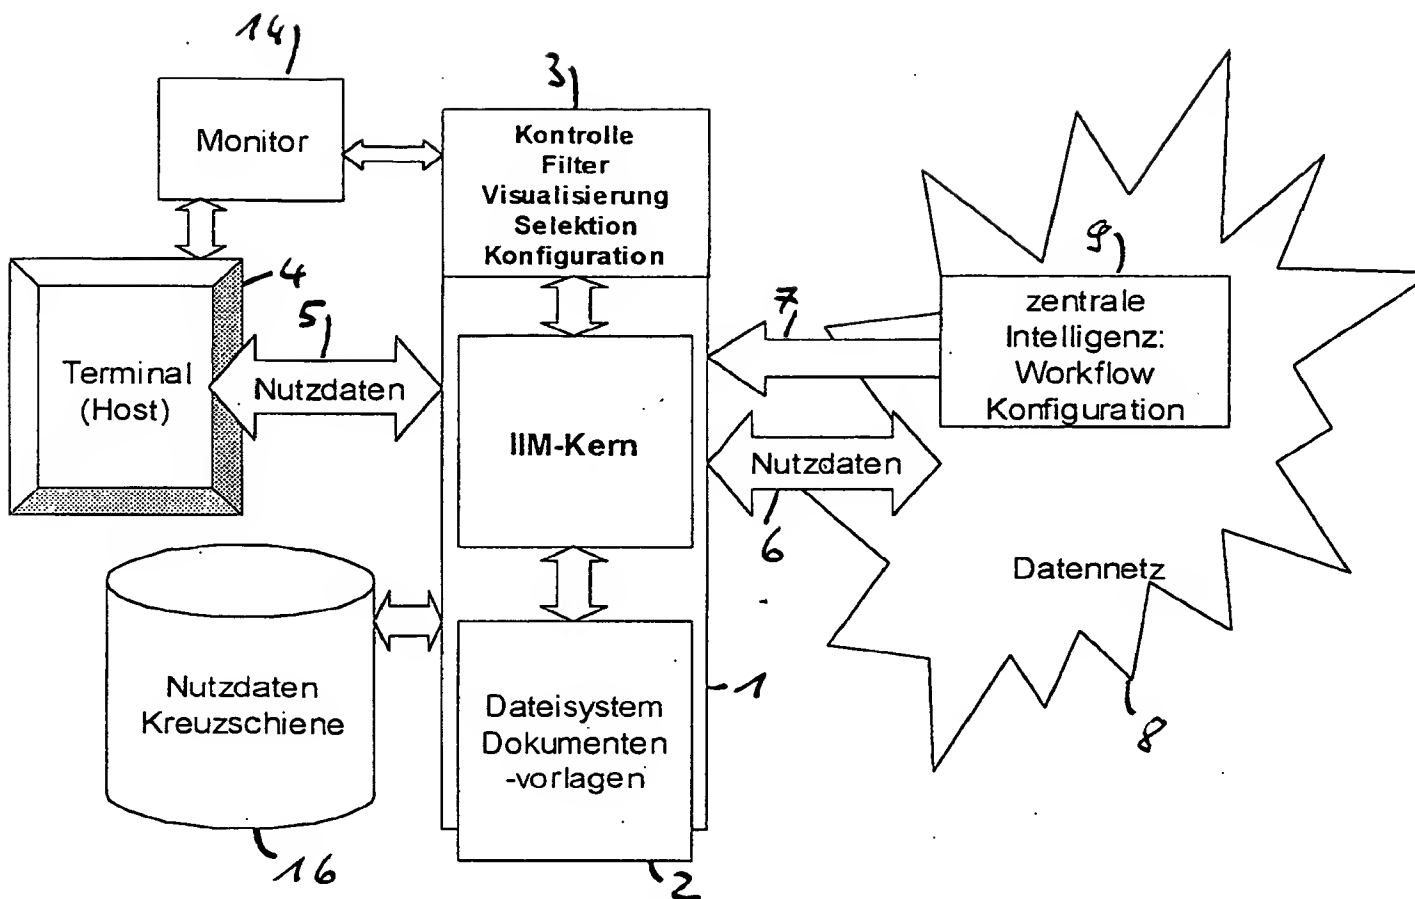 14
Monitor
3
Kontrolle
Filter
Visualisierung
Selektion
Konfiguration
4
Terminal
(Host)
5
Nutzdaten
IIM-Kern
7
9
zentrale
Intelligenz:
Workflow
Konfiguration
Nutzdaten
6
Datennetz
8
Nutzdaten
Kreuzschiene
16
Dateisystem
Dokumenten
-vorlagen
1
2